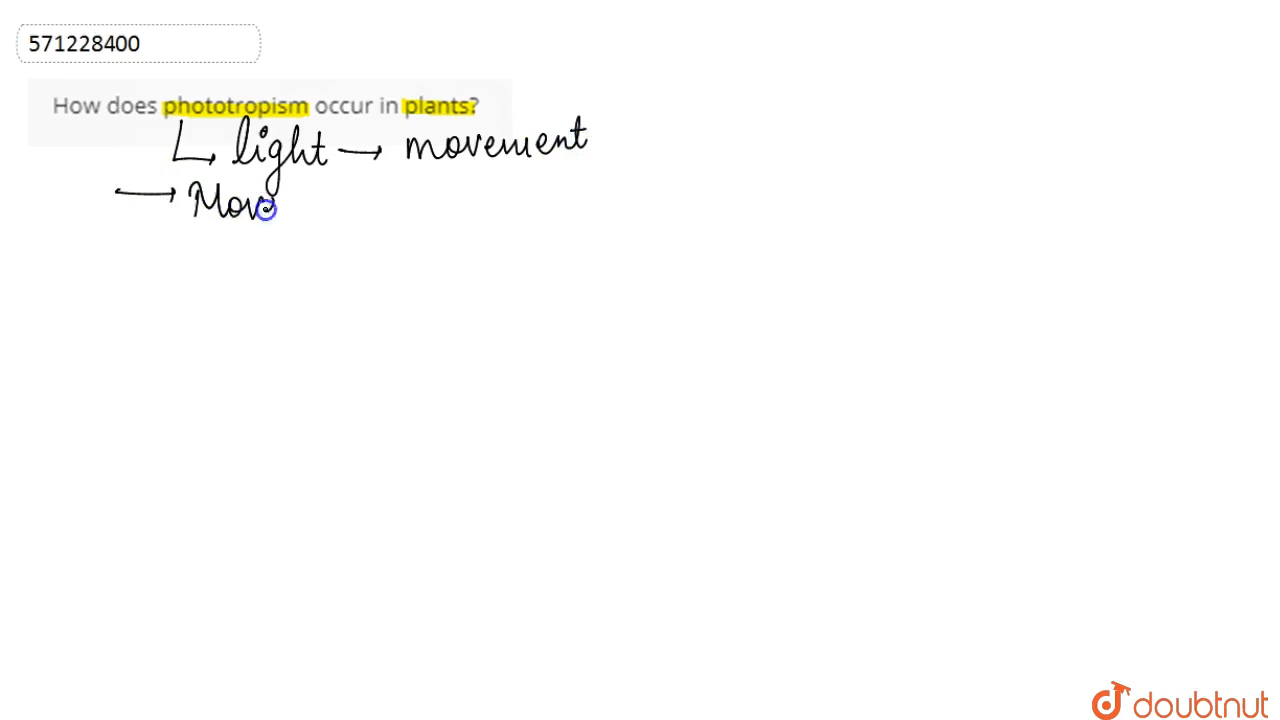 571228400
How does phototropism occur in plants?
light → movement
→ Mov
doubtnut